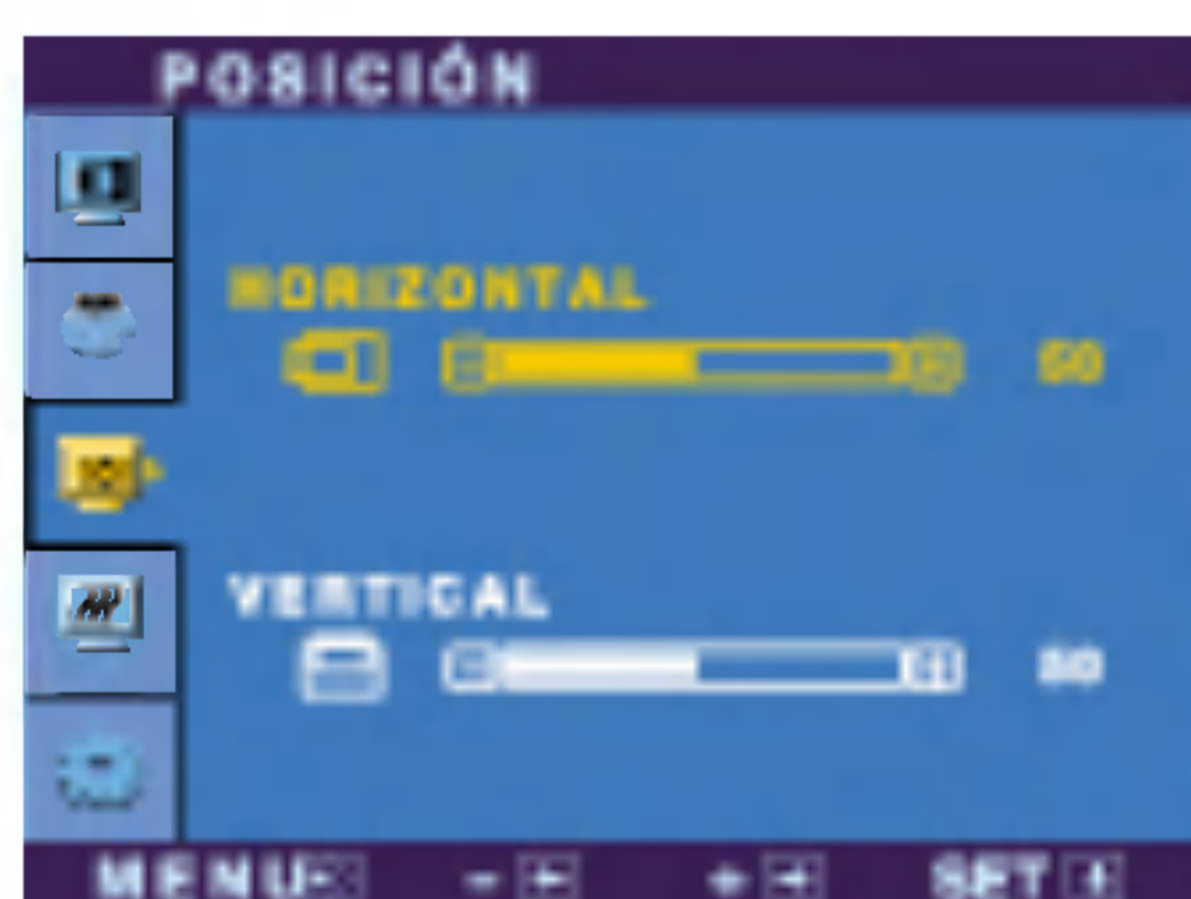 POSICIÓN
HORIZONTAL
50
VERTICAL
50
MENU - + SET